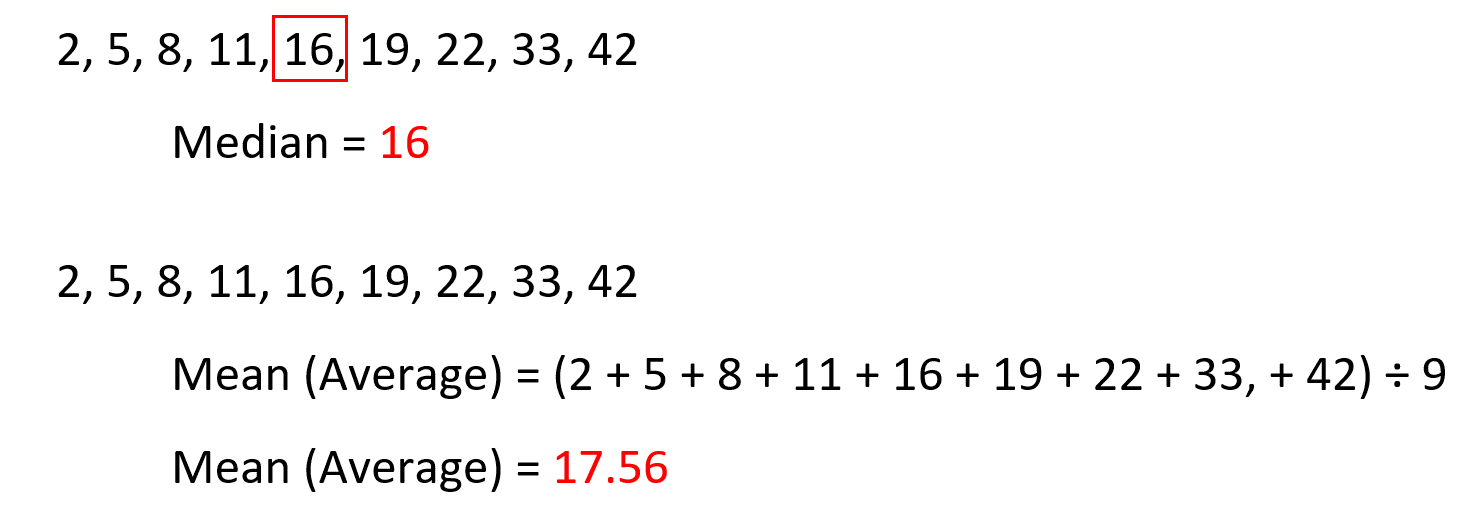 2, 5, 8, 11, 16, 19, 22, 33, 42
Median = 16
2, 5, 8, 11, 16, 19, 22, 33, 42
Mean (Average) = (2 + 5 + 8 + 11 + 16 + 19 + 22 + 33, + 42) ÷ 9
Mean (Average) = 17.56